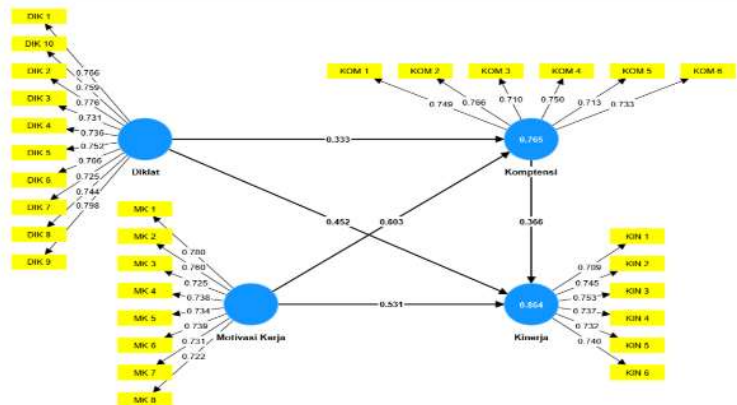 DIK 1
DIK 10
DIK 2
DIK 3
DIK 4
DIK 5
DIK 6
DIK 7
DIK 8
DIK 9
0.766
0.759
0.776
0.731
0.736
0.752
0.766
0.725
0.744
0.798
Diklat
KOM 1
KOM 2
KOM 3
KOM 4
KOM 5
KOM 6
0.749
0.766
0.710
0.750
0.713
0.733
0.765
Komptensi
0.333
0.452
0.603
0.366
0.531
MK 1
MK 2
MK 3
MK 4
MK 5
MK 6
MK 7
MK 8
0.780
0.760
0.725
0.738
0.734
0.739
0.731
0.722
Motivasi Kerja
0.864
Kinerja
KIN 1
KIN 2
KIN 3
KIN 4
KIN 5
KIN 6
0.745
0.753
0.737
0.732
0.740